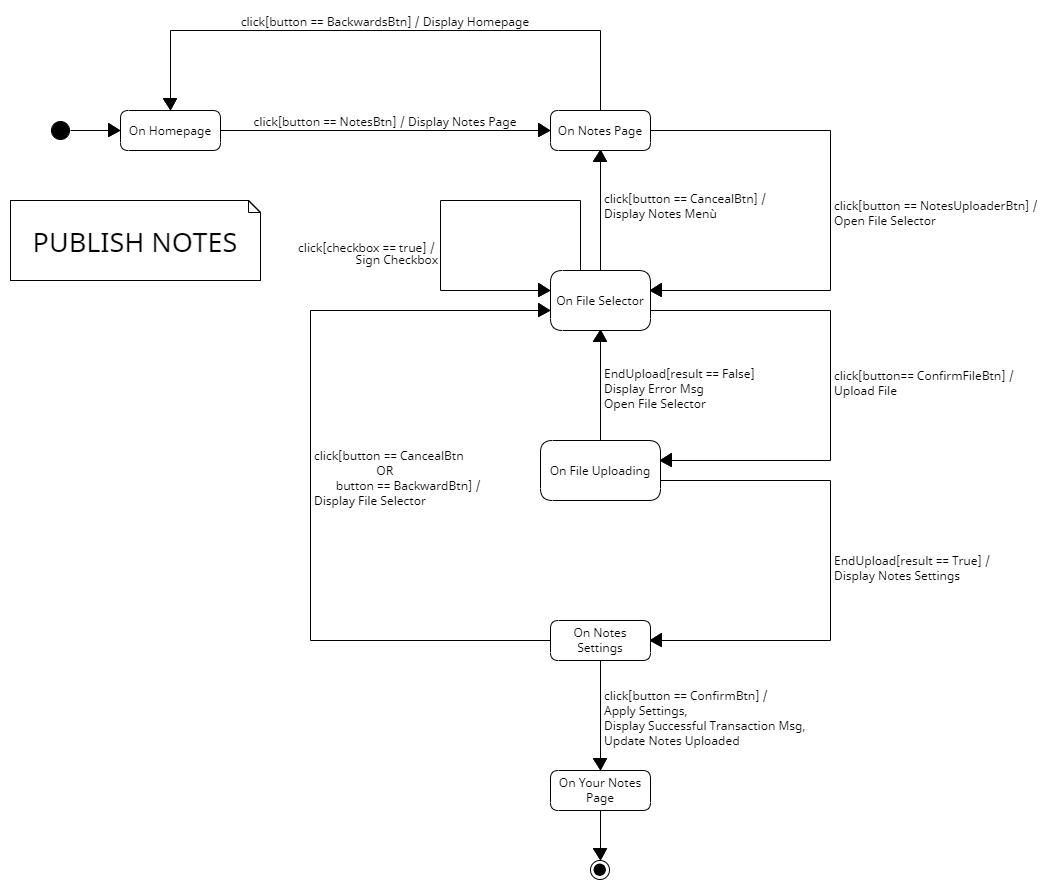 click[button == BackwardsBtn] / Display Homepage
On Homepage
click[button == NotesBtn] / Display Notes Page
On Notes Page
PUBLISH NOTES
click[button == CancealBtn] /
Display Notes Menù
click[button == NotesUploaderBtn] /
Open File Selector
click[checkbox == true] /
Sign Checkbox
On File Selector
EndUpload[result == False]
Display Error Msg
Open File Selector
click[button== ConfirmFileBtn] /
Upload File
click[button == CancealBtn
OR
button == BackwardBtn] /
Display File Selector
On File Uploading
EndUpload[result == True] /
Display Notes Settings
On Notes
Settings
click[button == ConfirmBtn] /
Apply Settings,
Display Successful Transaction Msg,
Update Notes Uploaded
On Your Notes
Page